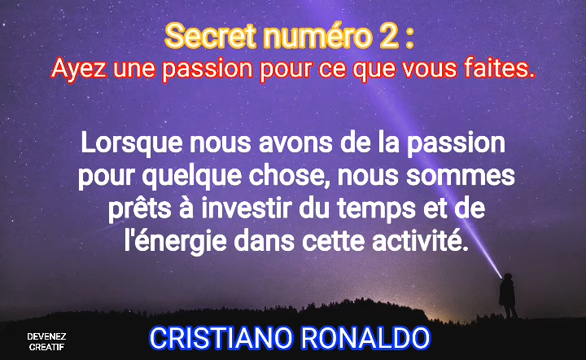 Secret numéro 2 :
Ayez une passion pour ce que vous faites.
Lorsque nous avons de la passion
pour quelque chose, nous sommes
prêts à investir du temps et de
l'énergie dans cette activité.
DEVENEZ
CREATIF
CRISTIANO RONALDO